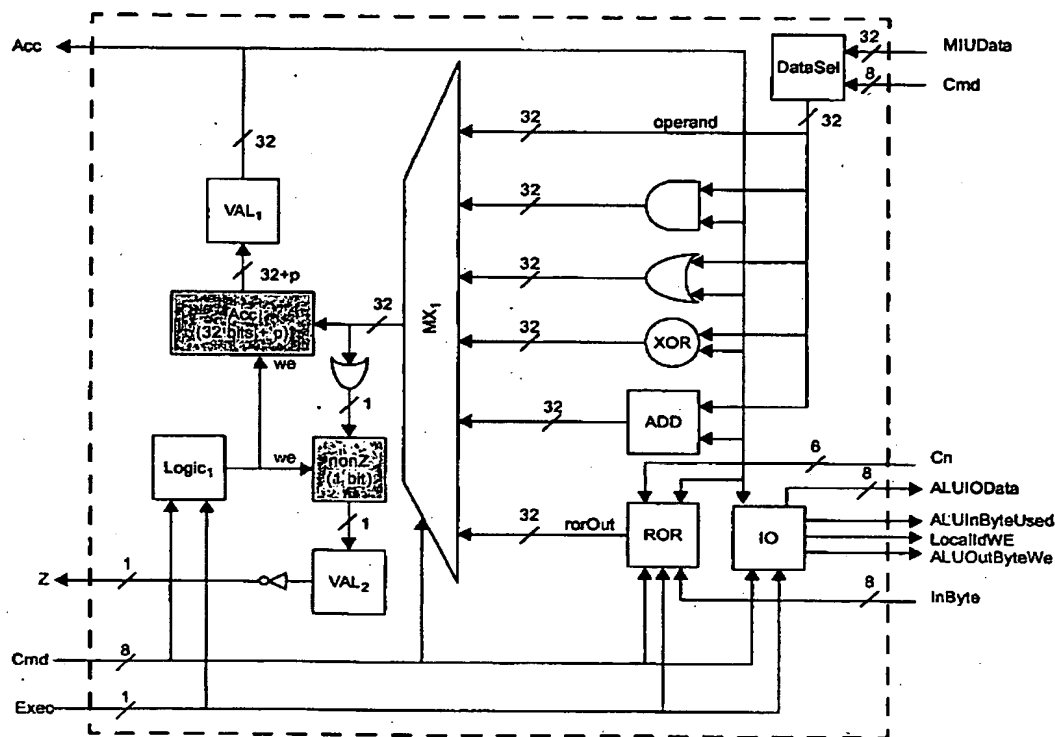 Acc
32
MIUData
DataSel
8
Cmd
32
32
operand
32
32
VAL1
32
32+p
32
Acc
(32 bits + p)
32
MX1
32
XOR
we
1
32
ADD
Logic1
we
nonZ
(1 bit)
6
Cn
8
ALUIOData
1
32
rorOut
ROR
IO
ALUInByteUsed
LocalIdWE
ALUOutByteWe
Z
1
VAL2
8
InByte
Cmd
8
Exec
1